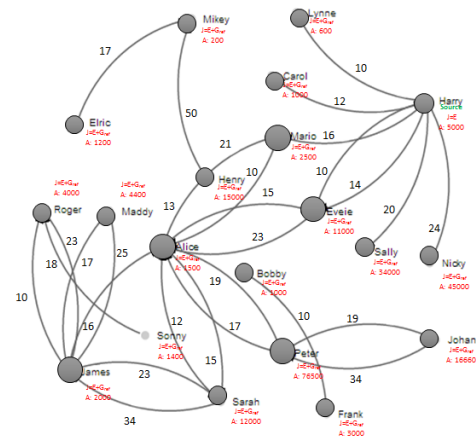 Mikey
J=E+Gref
A: 200
Lynne
J=E+Gref
A: 600
17
10
Carol
J=E+Gref
A: 1000
Harry
Source
J=E
A: 5000
12
50
Elric
J=E+Gref
A: 1200
21
Mario
J=E+Gref
A: 2500
16
10
10
14
Henry
J=E+Gref
A: 15000
J=E+Gref
A: 4000
Roger
J=E+Gref
A: 4400
Maddy
13
15
Eveie
J=E+Gref
A: 11000
20
24
23
23
25
17
18
Alice
J=E+Gref
A: 1500
Sally
J=E+Gref
A: 34000
Nicky
J=E+Gref
A: 45000
Bobby
J=E+Gref
A: 1000
19
10
16
12
17
15
10
19
Sonny
J=E+Gref
A: 1400
Peter
J=E+Gref
A: 76500
Johan
J=E+Gref
A: 16660
34
James
J=E+Gref
A: 2000
23
34
Sarah
J=E+Gref
A: 12000
Frank
J=E+Gref
A: 5000